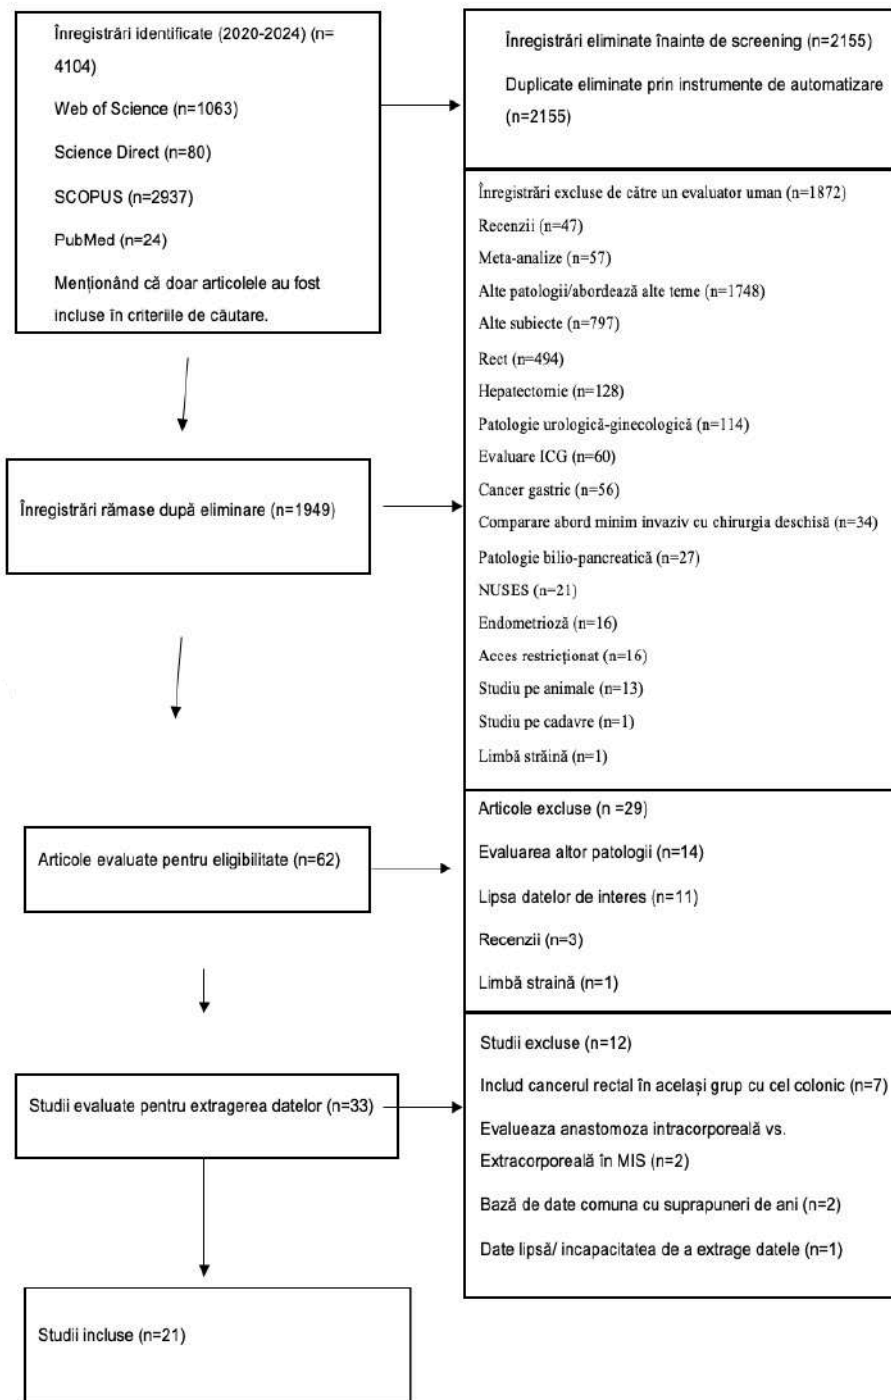 Înregistrări identificate (2020-2024) (n=
4104)
Web of Science (n=1063)
Science Direct (n=80)
SCOPUS (n=2937)
PubMed (n=24)
Menționând că doar articolele au fost
incluse în criteriile de căutare.
Înregistrări eliminate înainte de screening (n=2155)
Duplicate eliminate prin instrumente de automatizare
(n=2155)
Înregistrări rămase după eliminare (n=1949)
Înregistrări excluse de către un evaluator uman (n=1872)
Recenzii (n=47)
Meta-analize (n=57)
Alte patologii/abordează alte teme (n=1748)
Alte subiecte (n=797)
Rect (n=494)
Hepatectomie (n=128)
Patologie urologică-ginecologică (n=114)
Evaluare ICG (n=60)
Cancer gastric (n=56)
Comparare abord minim invaziv cu chirurgia deschisă (n=34)
Patologie bilio-pancreatică (n=27)
NUSES (n=21)
Endometrioză (n=16)
Acces restricționat (n=16)
Studiu pe animale (n=13)
Studiu pe cadavre (n=1)
Limbă străină (n=1)
Articole evaluate pentru eligibilitate (n=62)
Articole excluse (n =29)
Evaluarea altor patologii (n=14)
Lipsa datelor de interes (n=11)
Recenzii (n=3)
Limbă straină (n=1)
Studii evaluate pentru extragerea datelor (n=33)
Studii excluse (n=12)
Includ cancerul rectal în același grup cu cel colonic (n=7)
Evalueaza anastomoza intracorporeală vs.
Extracorporeală în MIS (n=2)
Bază de date comuna cu suprapuneri de ani (n=2)
Date lipsă/ incapacitatea de a extrage datele (n=1)
Studii incluse (n=21)